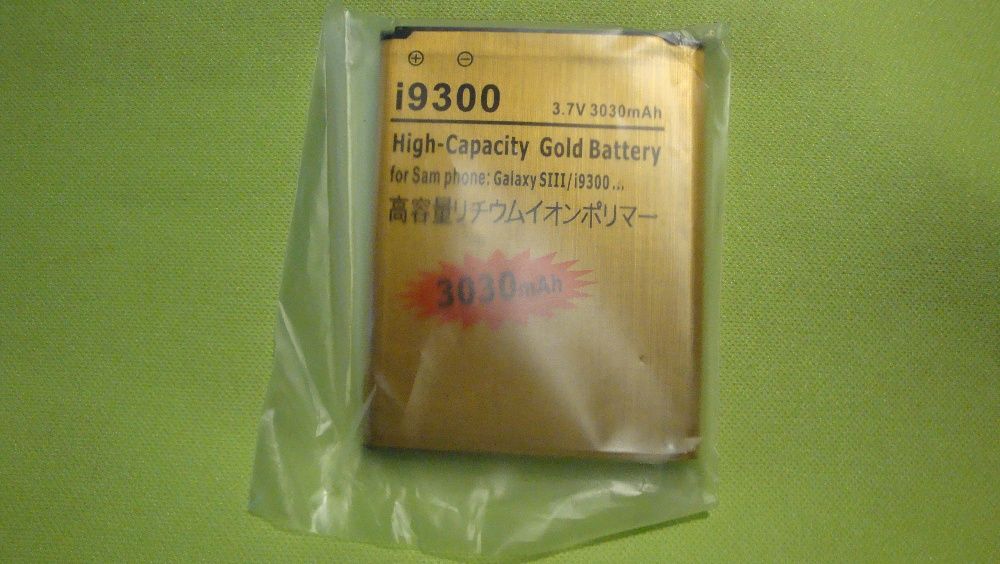 ⊕ ⊖
i9300 3.7V 3030mAh
High-Capacity Gold Battery
for Sam phone: Galaxy SIII/i9300...
高容量リチウムイオンポリマー
3030mAh